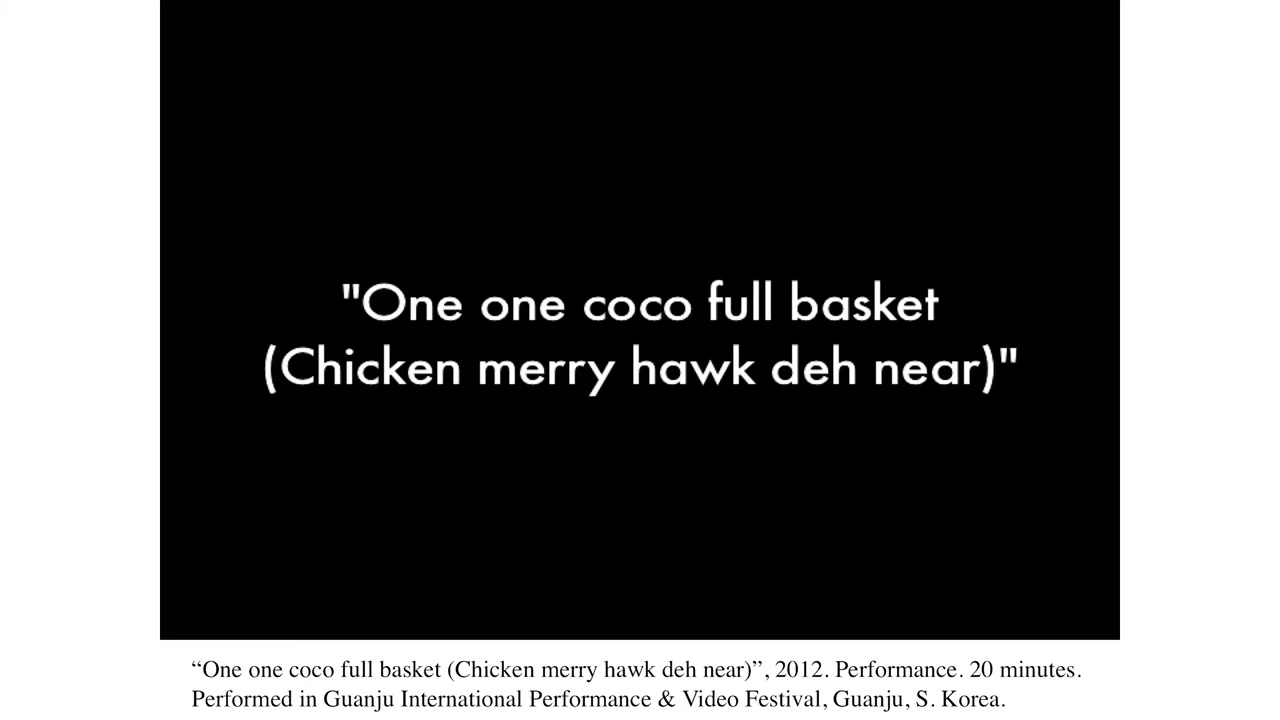 "One one coco full basket
(Chicken merry hawk deh near)"
“One one coco full basket (Chicken merry hawk deh near)”, 2012. Performance. 20 minutes.
Performed in Guanju International Performance & Video Festival, Guanju, S. Korea.